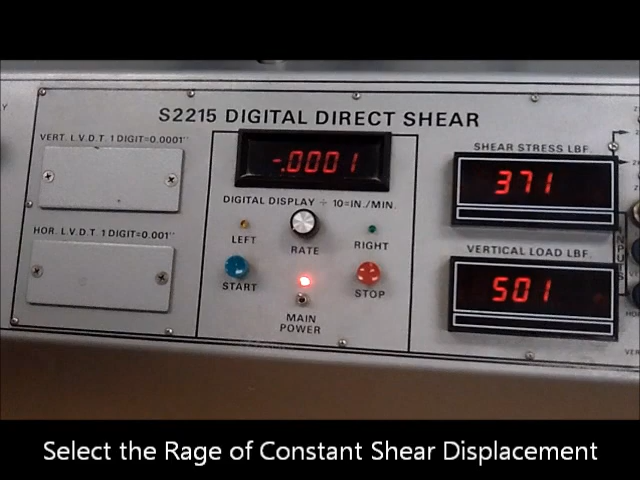 S2215 DIGITAL DIRECT SHEAR
VERT. L.V.D.T. 1 DIGIT=0.0001"
-.0001
SHEAR STRESS LBF.
371
DIGITAL DISPLAY ÷ 10=IN./MIN.
HOR. L.V.D.T 1 DIGIT=0.001"
LEFT
RATE
RIGHT
VERTICAL LOAD LBF.
501
START
STOP
MAIN
POWER
INPUTS
Select the Rage of Constant Shear Displacement